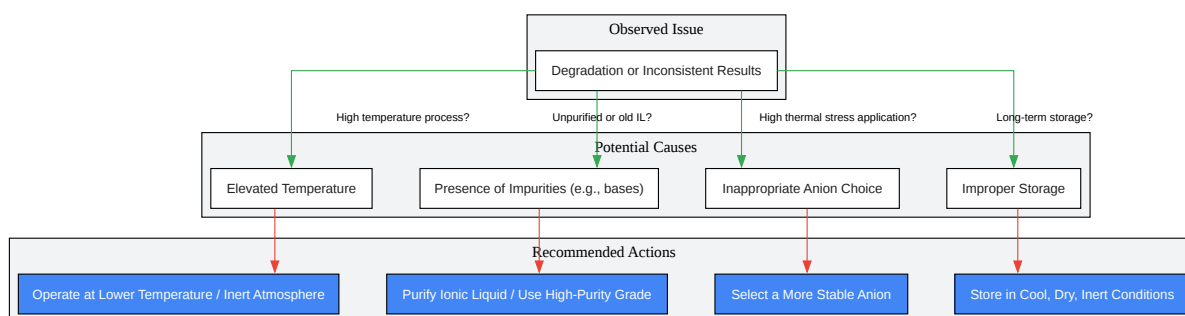 Observed Issue
Degradation or Inconsistent Results
High temperature process?
Unpurified or old IL?
High thermal stress application?
Long-term storage?
Potential Causes
Elevated Temperature
Presence of Impurities (e.g., bases)
Inappropriate Anion Choice
Improper Storage
Recommended Actions
Operate at Lower Temperature / Inert Atmosphere
Purify Ionic Liquid / Use High-Purity Grade
Select a More Stable Anion
Store in Cool, Dry, Inert Conditions